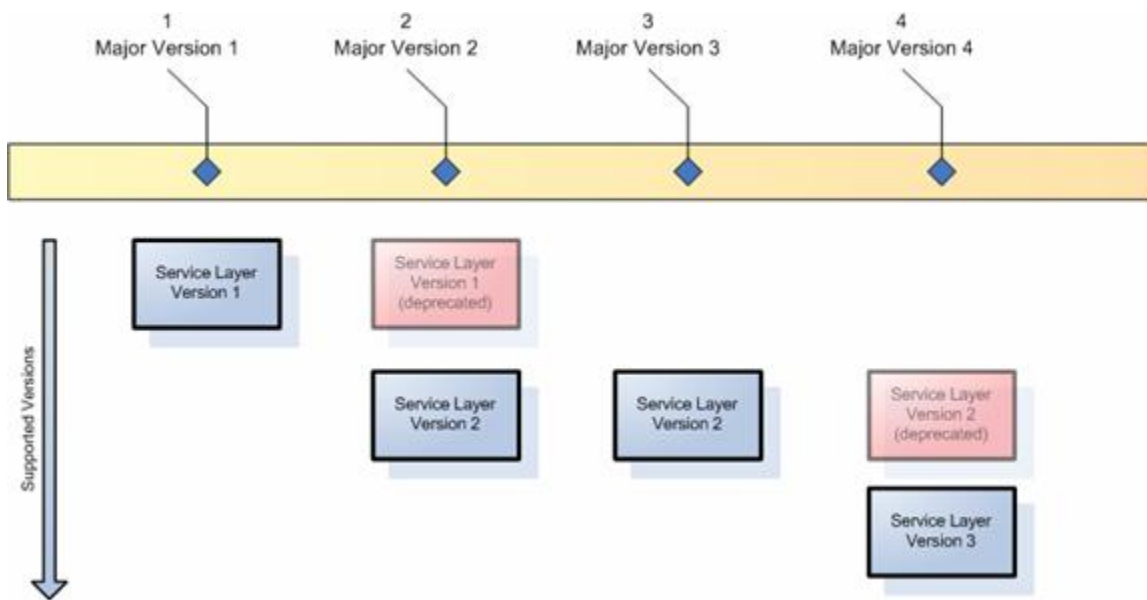 1
Major Version 1
2
Major Version 2
3
Major Version 3
4
Major Version 4
Supported Versions
Service Layer
Version 1
Service Layer
Version 1
(deprecated)
Service Layer
Version 2
Service Layer
Version 2
Service Layer
Version 2
(deprecated)
Service Layer
Version 3